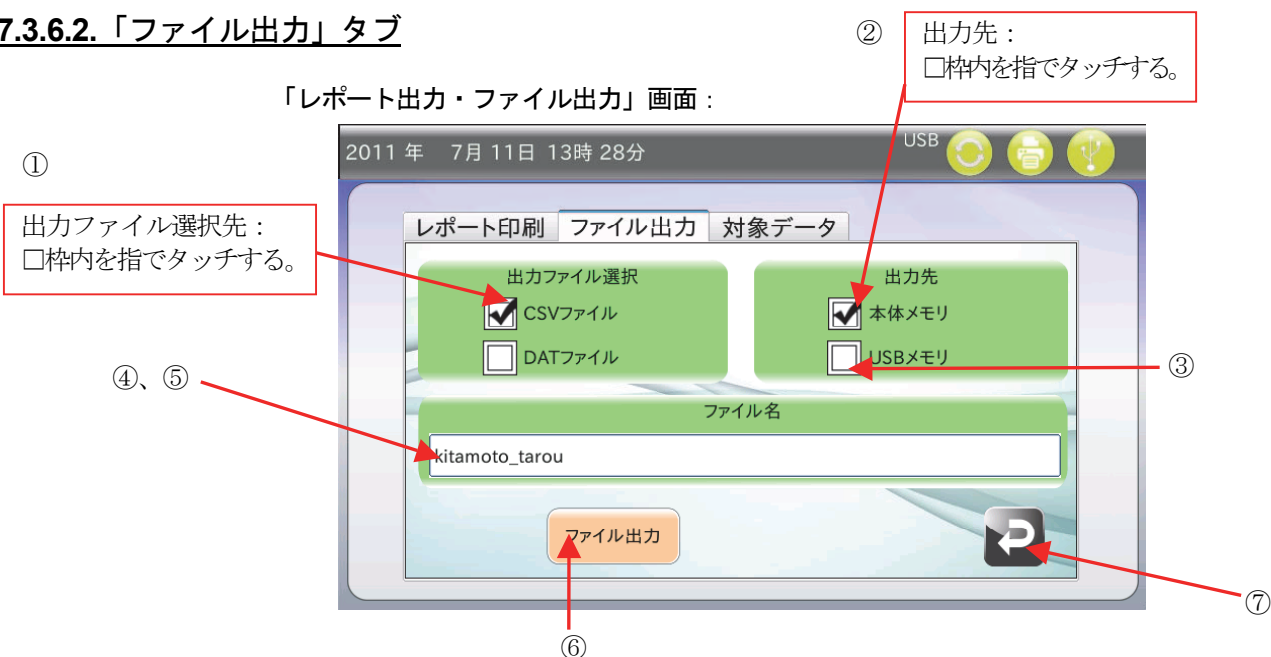 7.3.6.2.「ファイル出力」タブ
②
出力先：
□枠内を指でタッチする。
「レポート出力・ファイル出力」画面：
①
出力ファイル選択先：
□枠内を指でタッチする。
2011 年 7月 11日 13時 28分
USB
レポート印刷 ファイル出力 対象データ
出力ファイル選択
CSVファイル
DATファイル
出力先
本体メモリ
USBメモリ
③
④、⑤
ファイル名
kitamoto_tarou
ファイル出力
⑥
⑦